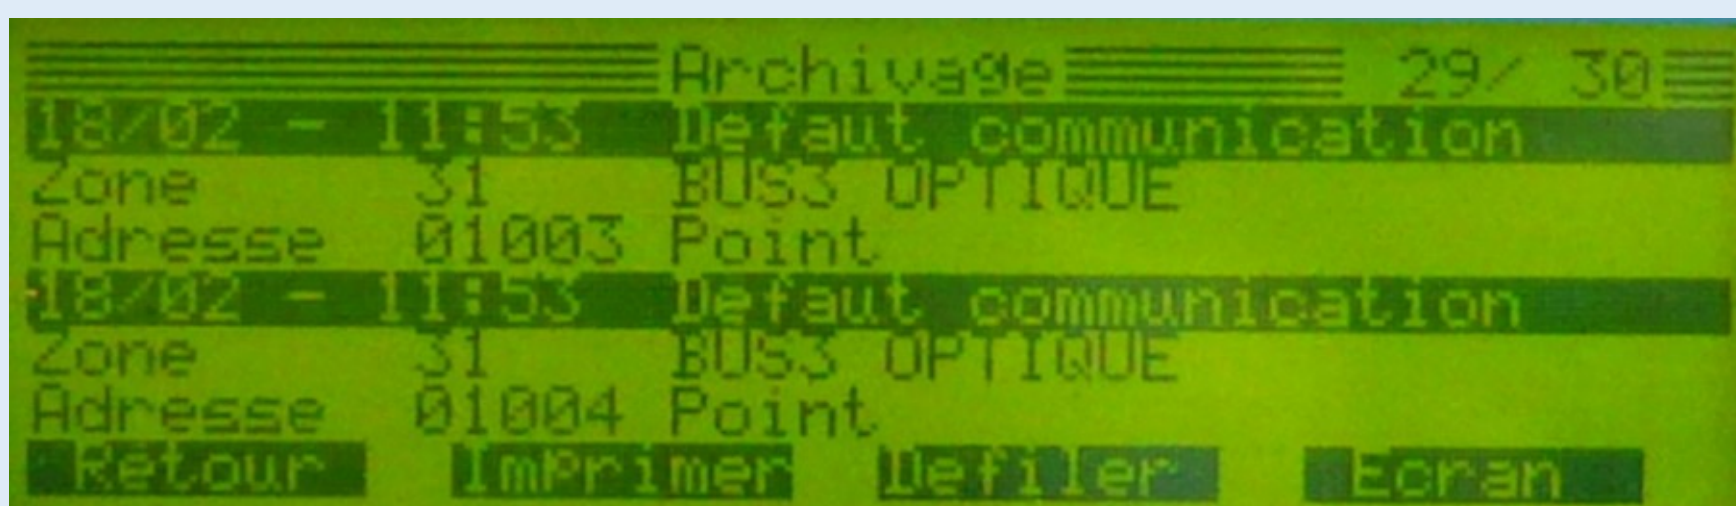 Archivage 29/ 30
18/02 - 11:53 Defaut communication
Zone 31 BUS3 OPTIQUE
Adresse 01003 Point
18/02 - 11:53 Defaut communication
Zone 31 BUS3 OPTIQUE
Adresse 01004 Point
Retour Imprimer Defiler Ecran